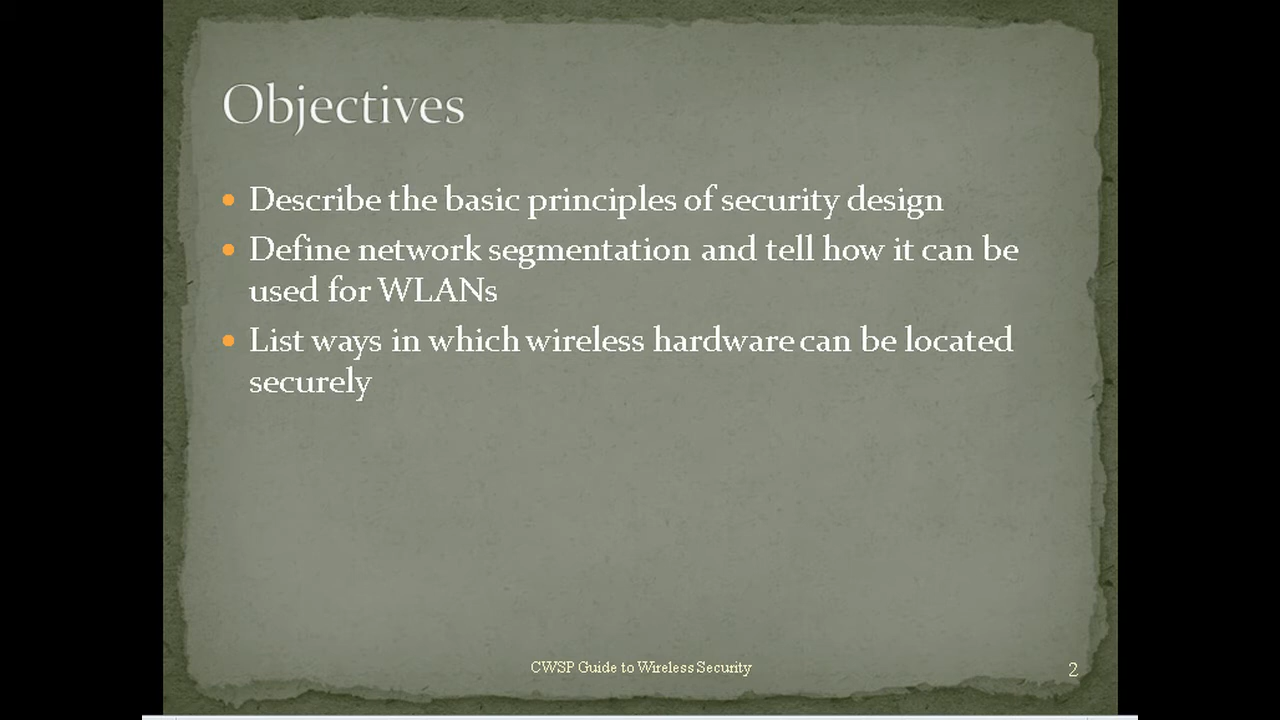 Objectives
Describe the basic principles of security design
Define network segmentation and tell how it can be
used for WLANs
List ways in which wireless hardware can be located
securely
CWSP Guide to Wireless Security
2